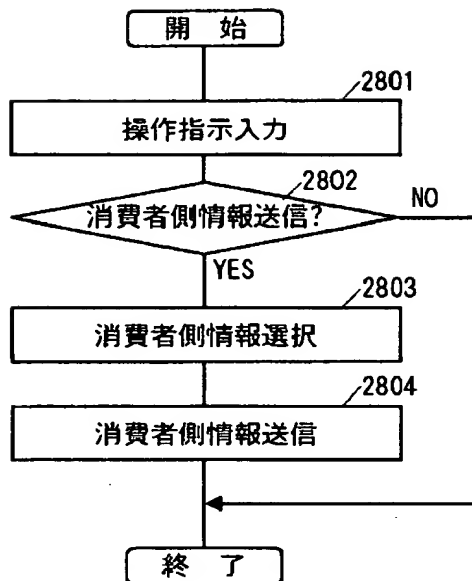 開 始
2801
操作指示入力
2802
消費者側情報送信?
NO
YES
2803
消費者側情報選択
2804
消費者側情報送信
終 了